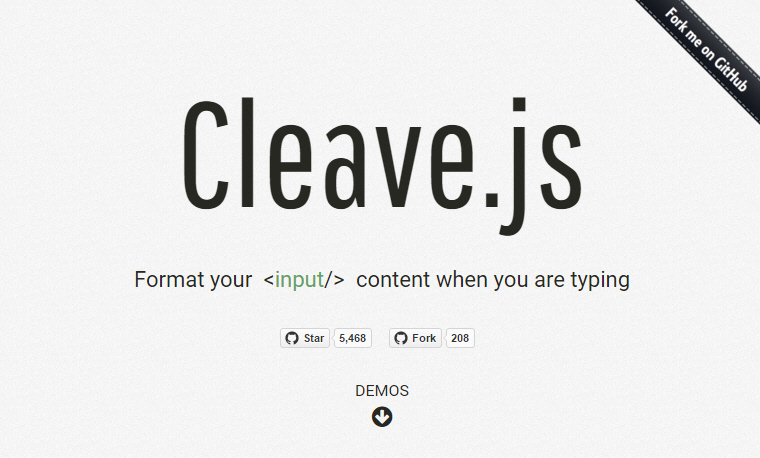 Fork me on GitHub
Cleave.js
Format your <input/> content when you are typing
Star 5,468 Fork 208
DEMOS